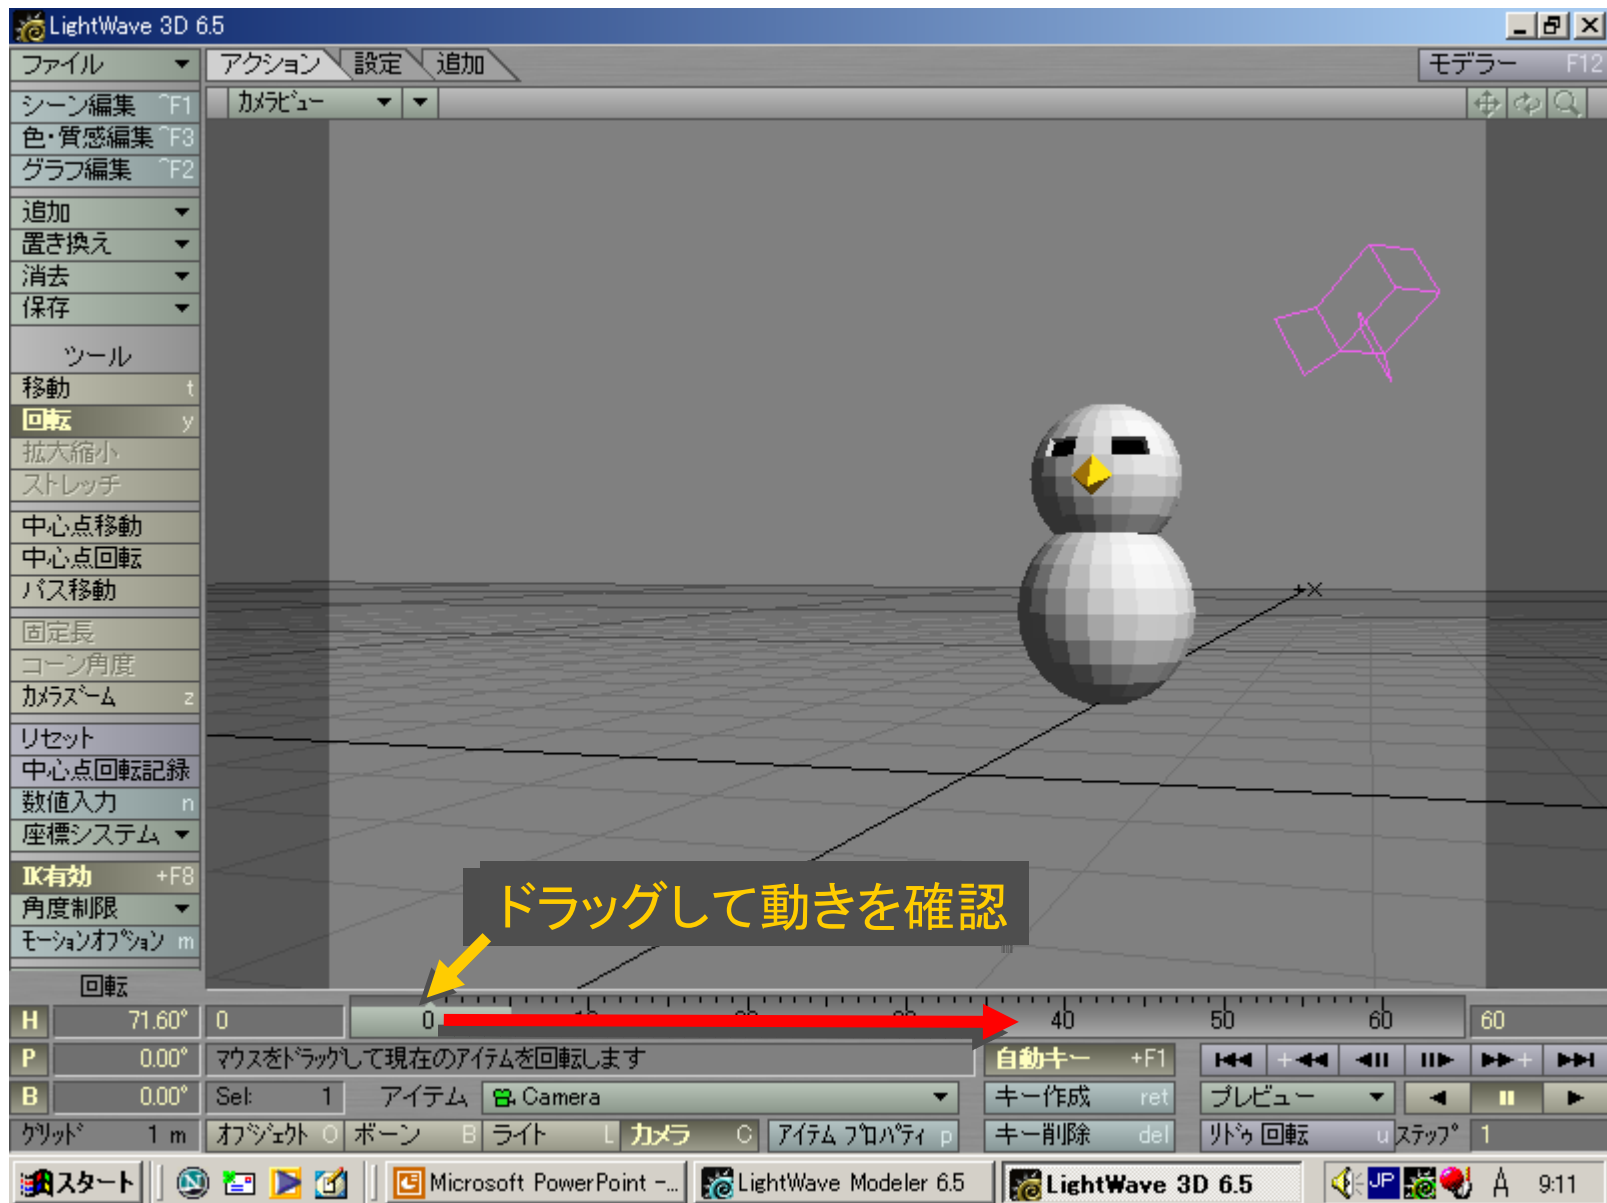 LightWave 3D 6.5
ファイル
アクション 設定 追加
モデラー F12
シーン編集 ^F1
カメラビュー
色・質感編集 ^F3
グラフ編集 ^F2
追加
置き換え
消去
保存
ツール
移動 t
回転 y
拡大縮小
ストレッチ
中心点移動
中心点回転
パス移動
固定長
コーン角度
カメラズーム z
リセット
中心点回転記録
数値入力 n
座標システム
IK有効 +F8
角度制限
モーションオプション m
ドラッグして動きを確認
X
回転
H 71.60° 0 0 40 50 60 60
P 0.00° マウスをドラッグして現在のアイテムを回転します 自動キー +F1
B 0.00° Sel: 1 アイテム Camera キー作成 ret プレビュー
グリッド 1 m オブジェクト O ボーン B ライト L カメラ C アイテム プロパティ p キー削除 del リドゥ 回転 u ステップ 1
スタート Microsoft PowerPoint -... LightWave Modeler 6.5 LightWave 3D 6.5 JP A 9:11